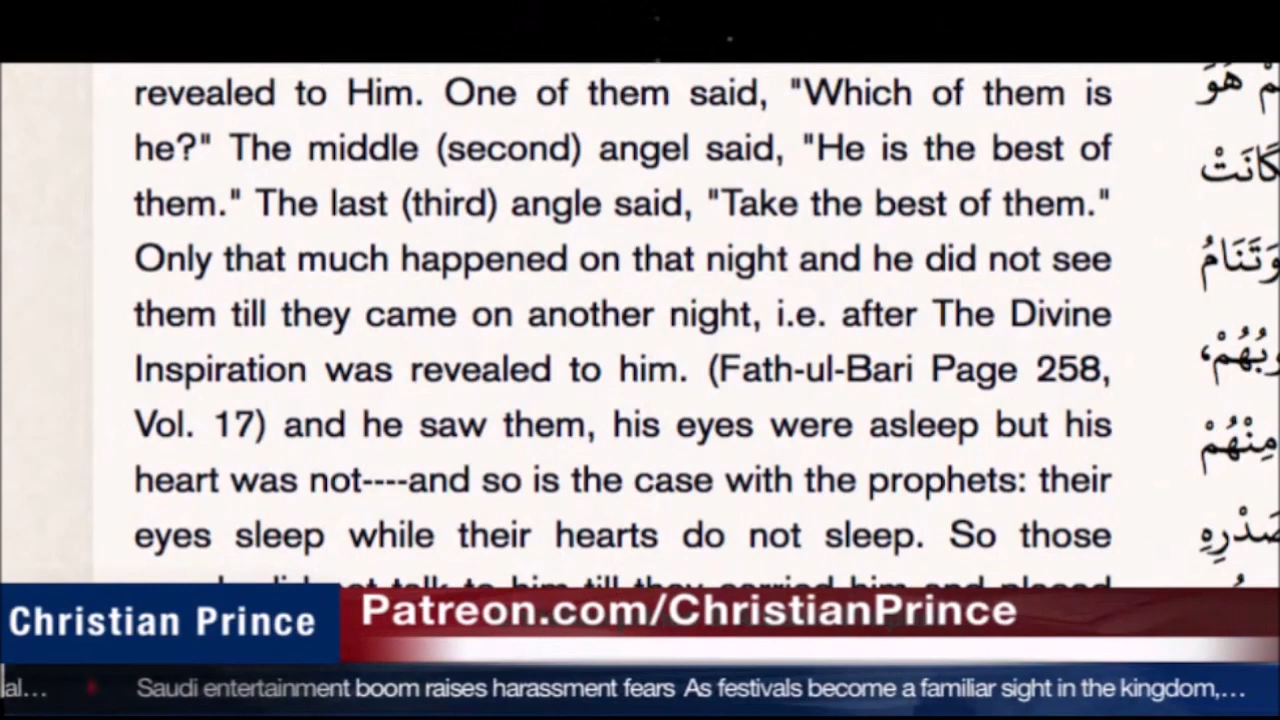 revealed to Him. One of them said, "Which of them is
he?" The middle (second) angel said, "He is the best of
them." The last (third) angle said, "Take the best of them."
Only that much happened on that night and he did not see
them till they came on another night, i.e. after The Divine
Inspiration was revealed to him. (Fath-ul-Bari Page 258,
Vol. 17) and he saw them, his eyes were asleep but his
heart was not----and so is the case with the prophets: their
eyes sleep while their hearts do not sleep. So those
هُوَ
كَانَتْ
وَتَنَامُ
مِنْهُمْ
صَدْرِهِ
Christian Prince
Patreon.com/ChristianPrince
al... Saudi entertainment boom raises harassment fears As festivals become a familiar sight in the kingdom,...